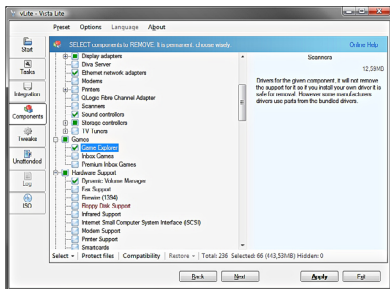 vLite - Vista Lite
Preset Options Language About
SELECT components to REMOVE. It is permanent, choose wisely. Online Help
Start
Tasks
Integration
Components
Tweaks
Unattended
Log
ISO
Display adapters
Diva Server
Ethernet network adapters
Modems
Printers
QLogic Fibre Channel Adapter
Scanners
Sound controllers
Storage controllers
TV Tuners
Games
Game Explorer
Inbox Games
Premium Inbox Games
Hardware Support
Dynamic Volume Manager
Fax Support
Firewire (1394)
Floppy Disk Support
Infrared Support
Internet Small Computer System Interface (iSCSI)
Modem Support
Printer Support
Smartcards
Scanners
12,59MB
Drivers for the given component, it will not remove
the support for it so if you install your own driver it is
safe for removal. However some manufacturers
drivers use parts from the bundled drivers.
Select Protect files Compatibility Restore Total: 236 Selected: 66 (443,53MB) Hidden: 0
Back Next Apply Exit